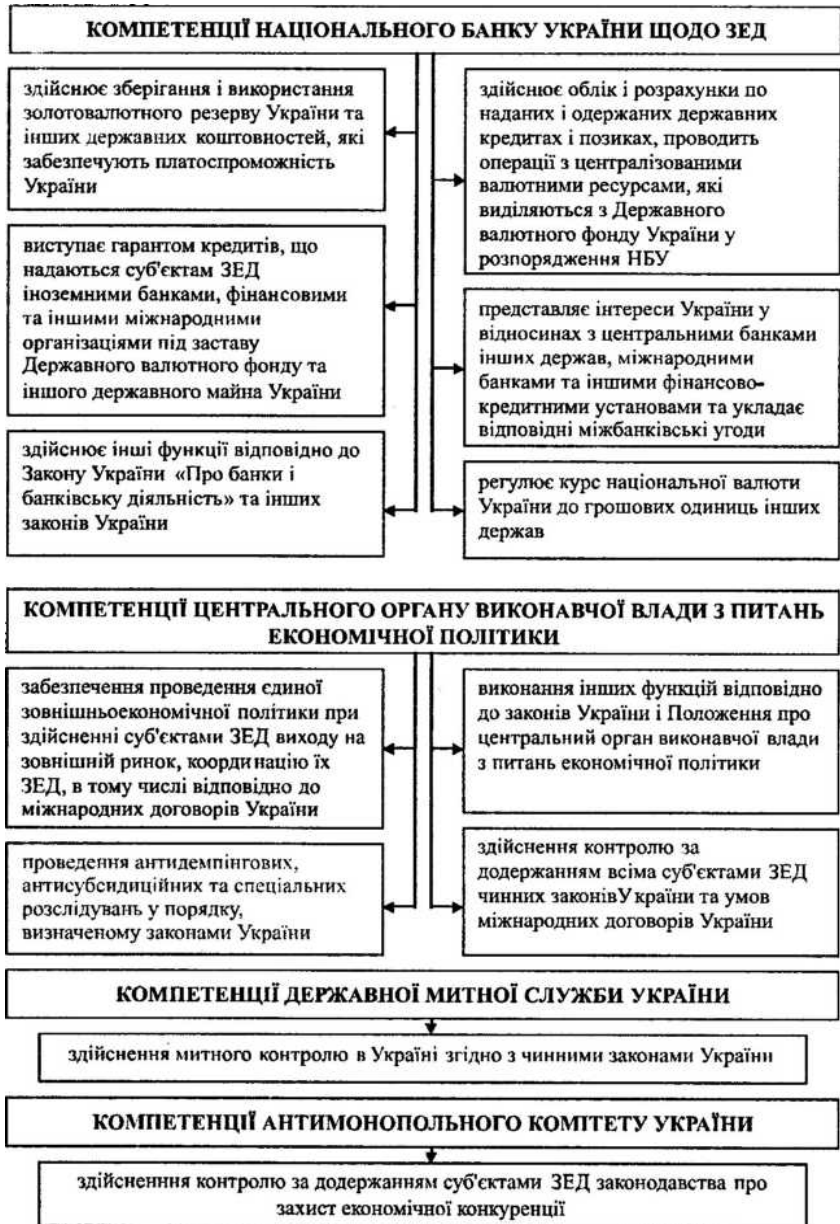 КОМПЕТЕНЦІЇ НАЦІОНАЛЬНОГО БАНКУ УКРАЇНИ ЩОДО ЗЕД
здійснює зберігання і використання
золотовалютного резерву України та
інших державних коштовностей, які
забезпечують платоспроможність
України
виступає гарантом кредитів, що
надаються суб'єктам ЗЕД
іноземними банками, фінансовими
та іншими міжнародними
організаціями під заставу
Державного валютного фонду та
іншого державного майна України
здійснює інші функції відповідно до
Закону України «Про банки і
банківську діяльність» та інших
законів України
здійснює облік і розрахунки по
наданих і одержаних державних
кредитах і позиках, проводить
операції з централізованими
валютними ресурсами, які
виділяються з Державного
валютного фонду України у
розпорядження НБУ
представляє інтереси України у
відносинах з центральними банками
інших держав, міжнародними
банками та іншими фінансово-
кредитними установами та укладає
відповідні міжбанківські угоди
регулює курс національної валюти
України до грошових одиниць інших
держав
КОМПЕТЕНЦІЇ ЦЕНТРАЛЬНОГО ОРГАНУ ВИКОНАВЧОЇ ВЛАДИ З ПИТАНЬ
ЕКОНОМІЧНОЇ ПОЛІТИКИ
забезпечення проведення єдиної
зовнішньоекономічної політики при
здійсненні суб'єктами ЗЕД виходу на
зовнішній ринок, координацію їх
ЗЕД, в тому числі відповідно до
міжнародних договорів України
проведення антидемпінгових,
антисубсидиційних та спеціальних
розслідувань у порядку,
визначеному законами України
виконання інших функцій відповідно
до законів України і Положення про
центральний орган виконавчої влади
з питань економічної політики
здійснення контролю за
додержанням всіма суб'єктами ЗЕД
чинних законівУкраїни та умов
міжнародних договорів України
КОМПЕТЕНЦІЇ ДЕРЖАВНОЇ МИТНОЇ СЛУЖБИ УКРАЇНИ
здійснення митного контролю в Україні згідно з чинними законами України
КОМПЕТЕНЦІЇ АНТИМОНОПОЛЬНОГО КОМІТЕТУ УКРАЇНИ
здійсненння контролю за додержанням суб'єктами ЗЕД законодавства про
захист економічної конкуренції